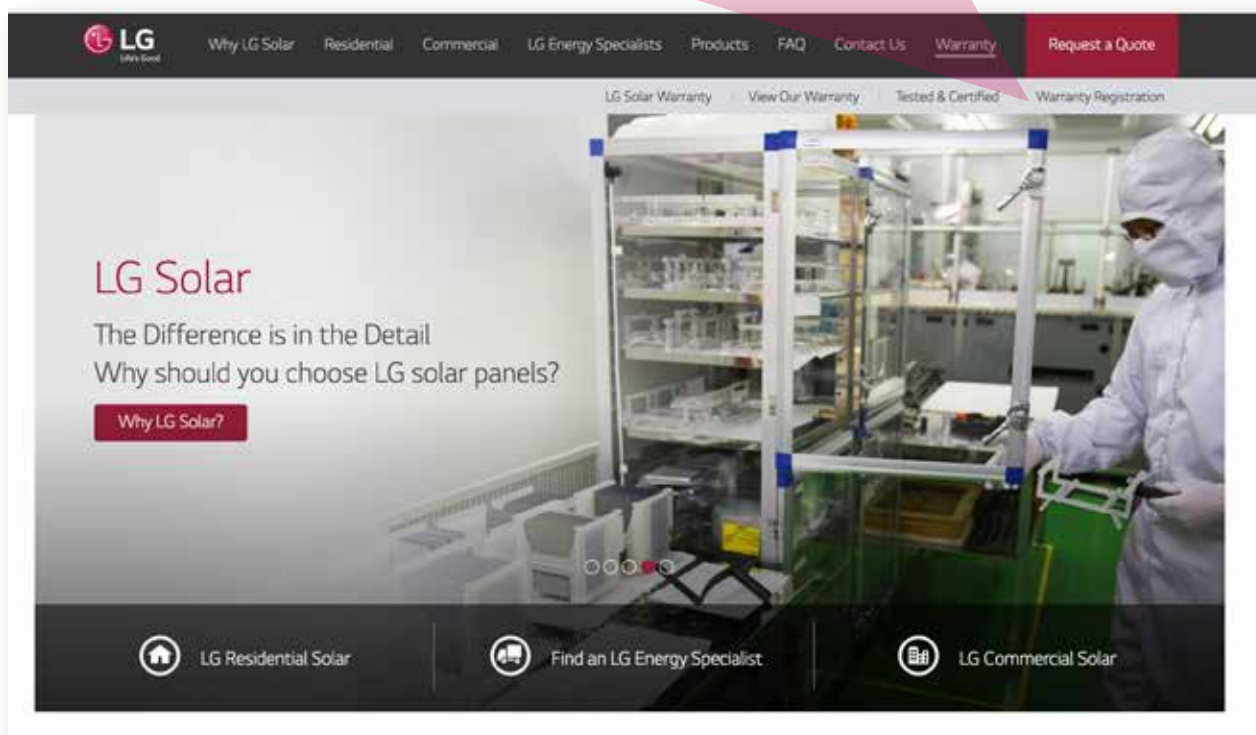 LG
Life's Good
Why LG Solar
Residential
Commercial
LG Energy Specialists
Products
FAQ
Contact Us
Warranty
Request a Quote
LG Solar Warranty
View Our Warranty
Tested & Certified
Warranty Registration
LG Solar
The Difference is in the Detail
Why should you choose LG solar panels?
Why LG Solar?
LG Residential Solar
Find an LG Energy Specialist
LG Commercial Solar